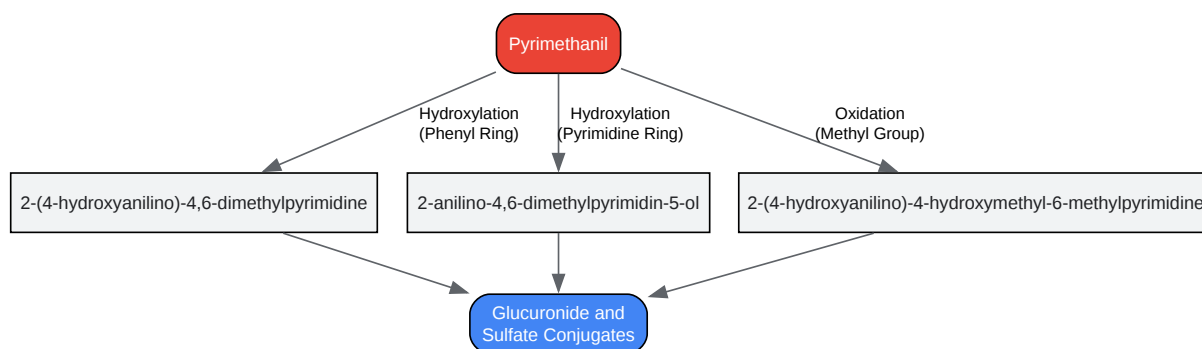 Pyrimethanil
Hydroxylation
(Phenyl Ring)
Hydroxylation
(Pyrimidine Ring)
Oxidation
(Methyl Group)
2-(4-hydroxyanilino)-4,6-dimethylpyrimidine
2-anilino-4,6-dimethylpyrimidin-5-ol
2-(4-hydroxyanilino)-4-hydroxymethyl-6-methylpyrimidine
Glucuronide and
Sulfate Conjugates